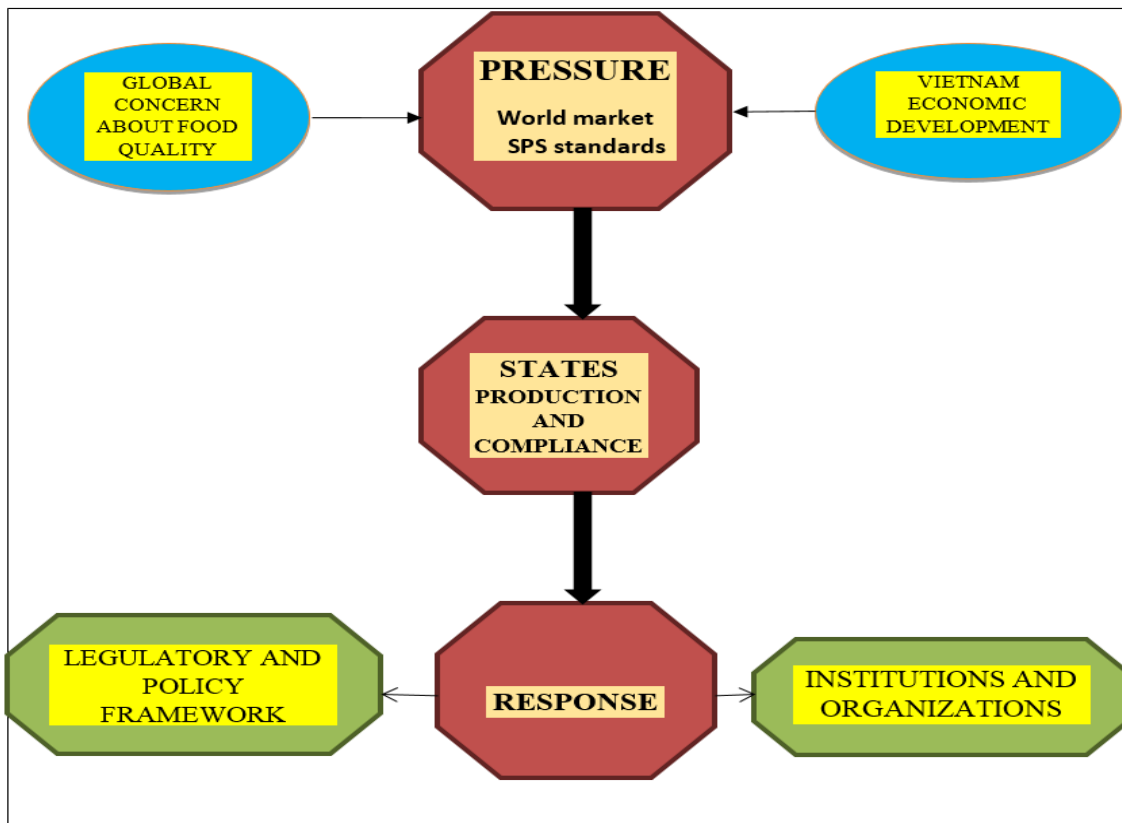 GLOBAL
CONCERN
ABOUT FOOD
QUALITY
PRESSURE
World market
SPS standards
VIETNAM
ECONOMIC
DEVELOPMENT
STATES
PRODUCTION
AND
COMPLIANCE
LEGULATORY AND
POLICY
FRAMEWORK
RESPONSE
INSTITUTIONS AND
ORGANIZATIONS